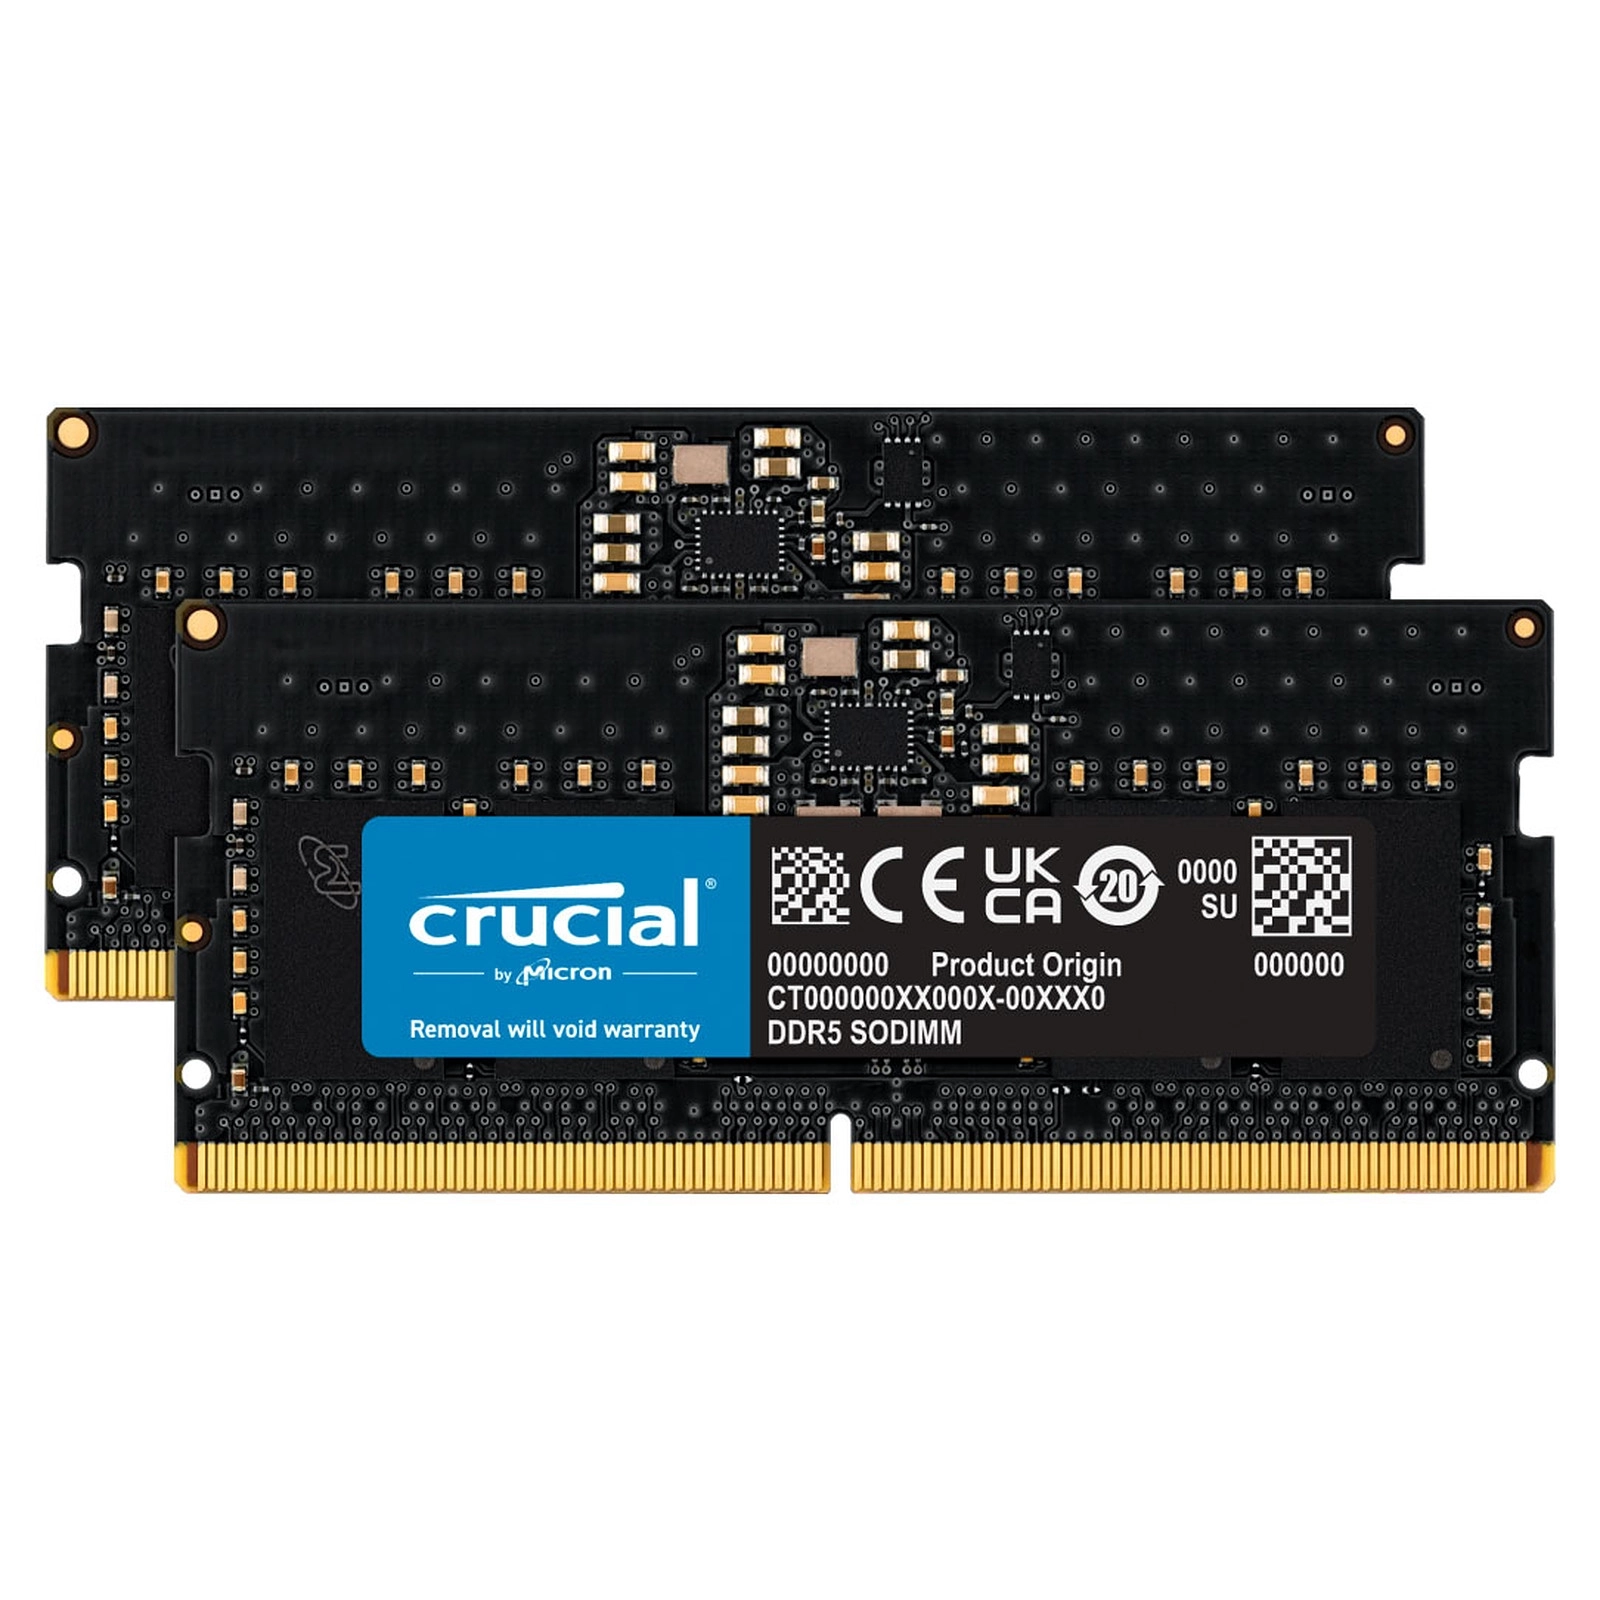 crucial®
by Micron
Removal will void warranty
CE UK CA 20 0000 SU
00000000 Product Origin 000000
CT000000XX000X-00XXX0
DDR5 SODIMM